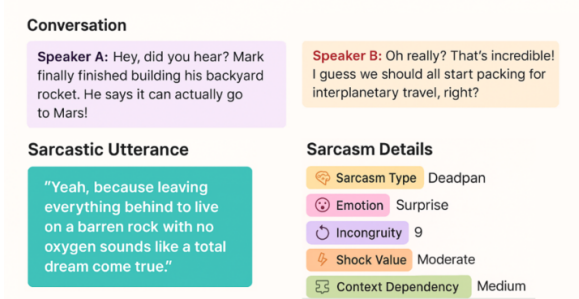 Conversation
Speaker A: Hey, did you hear? Mark
finally finished building his backyard
rocket. He says it can actually go
to Mars!
Speaker B: Oh really? That's incredible!
I guess we should all start packing for
interplanetary travel, right?
Sarcastic Utterance
”Yeah, because leaving
everything behind to live
on a barren rock with no
oxygen sounds like a total
dream come true.”
Sarcasm Details
Sarcasm Type Deadpan
Emotion Surprise
Incongruity 9
Shock Value Moderate
Context Dependency Medium